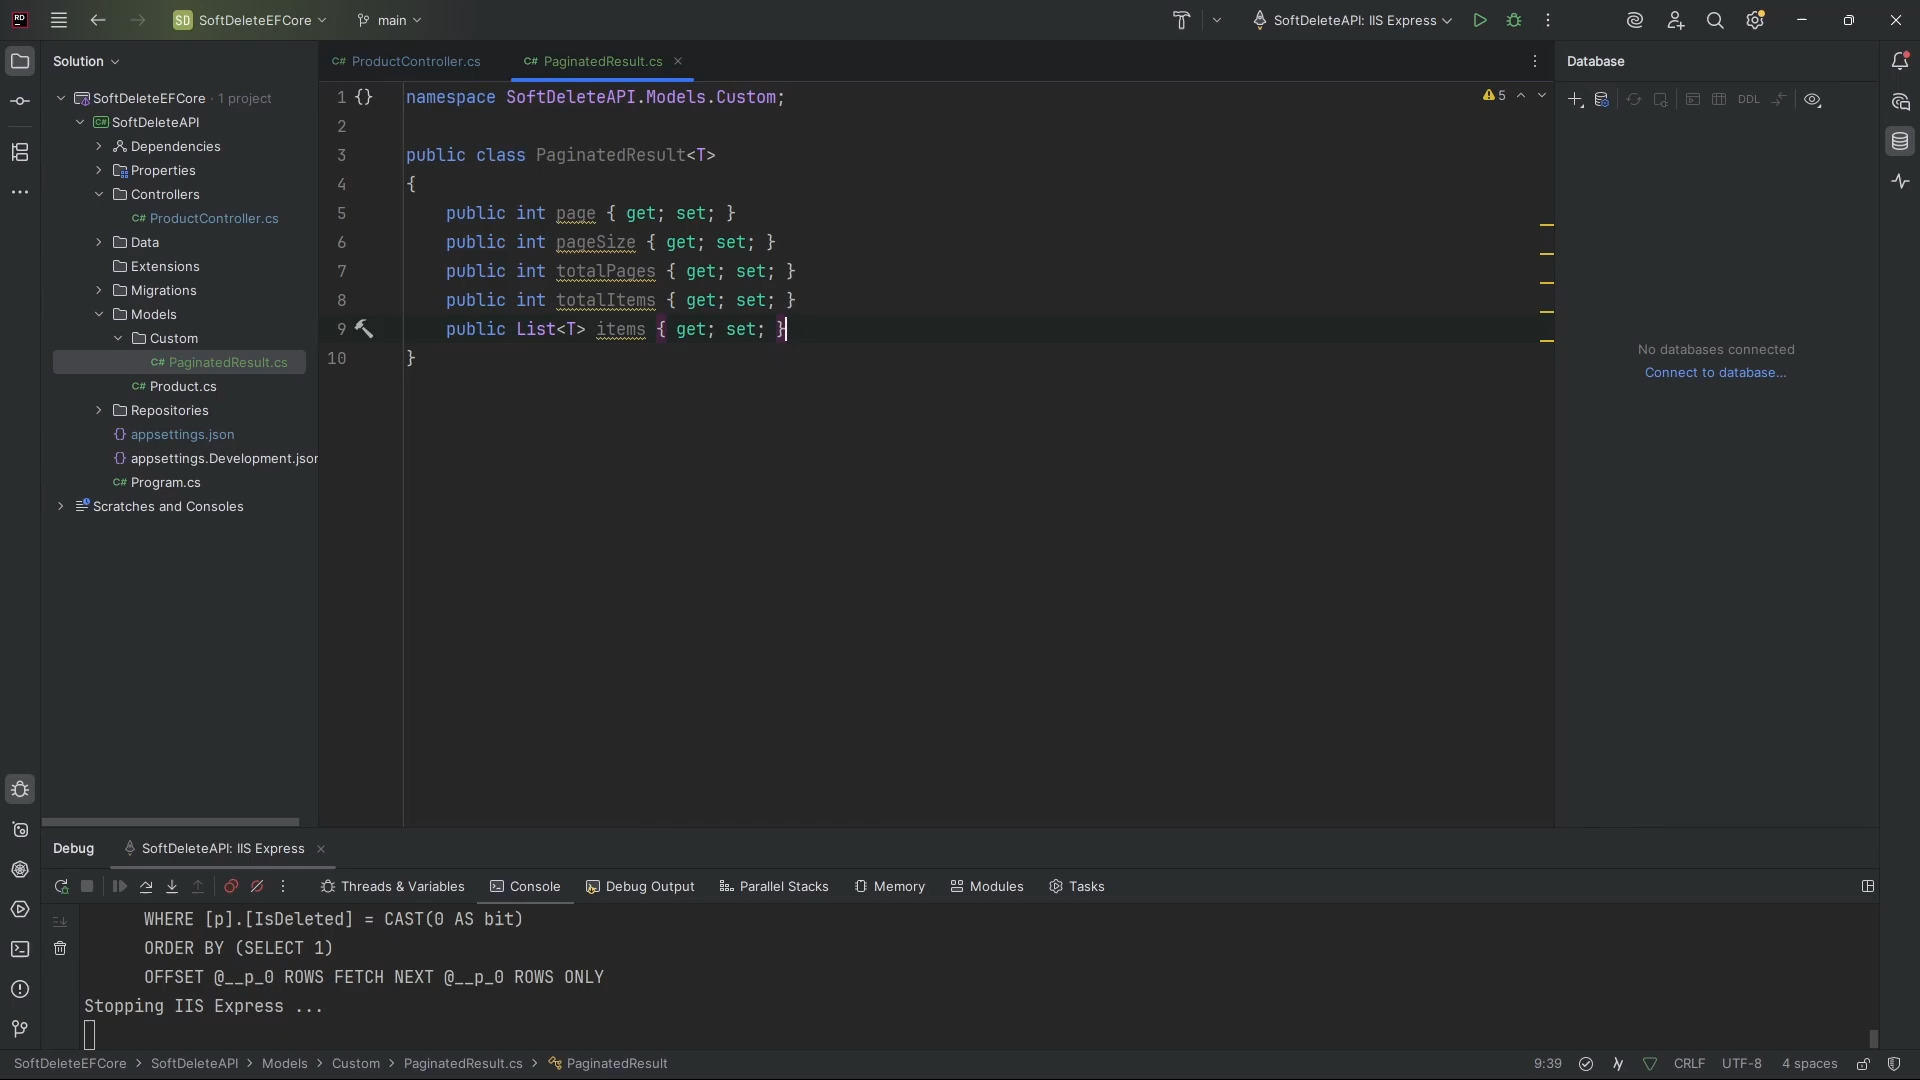 RD
SD SoftDeleteEFCore
main
SoftDeleteAPI: IIS Express
Solution
C# ProductController.cs
C# PaginatedResult.cs
Database
SoftDeleteEFCore · 1 project
C# SoftDeleteAPI
Dependencies
Properties
Controllers
C# ProductController.cs
Data
Extensions
Migrations
Models
Custom
C# PaginatedResult.cs
C# Product.cs
Repositories
{} appsettings.json
{} appsettings.Development.json
C# Program.cs
Scratches and Consoles
1 {} namespace SoftDeleteAPI.Models.Custom;
2
3 public class PaginatedResult<T>
4 {
5 public int page { get; set; }
6 public int pageSize { get; set; }
7 public int totalPages { get; set; }
8 public int totalItems { get; set; }
9 public List<T> items { get; set; }
10 }
5
DDL
No databases connected
Connect to database...
Debug
SoftDeleteAPI: IIS Express
Threads & Variables
Console
Debug Output
Parallel Stacks
Memory
Modules
Tasks
WHERE [p].[IsDeleted] = CAST(0 AS bit)
ORDER BY (SELECT 1)
OFFSET @__p_0 ROWS FETCH NEXT @__p_0 ROWS ONLY
Stopping IIS Express ...
SoftDeleteEFCore > SoftDeleteAPI > Models > Custom > PaginatedResult.cs > PaginatedResult
9:39
CRLF
UTF-8
4 spaces